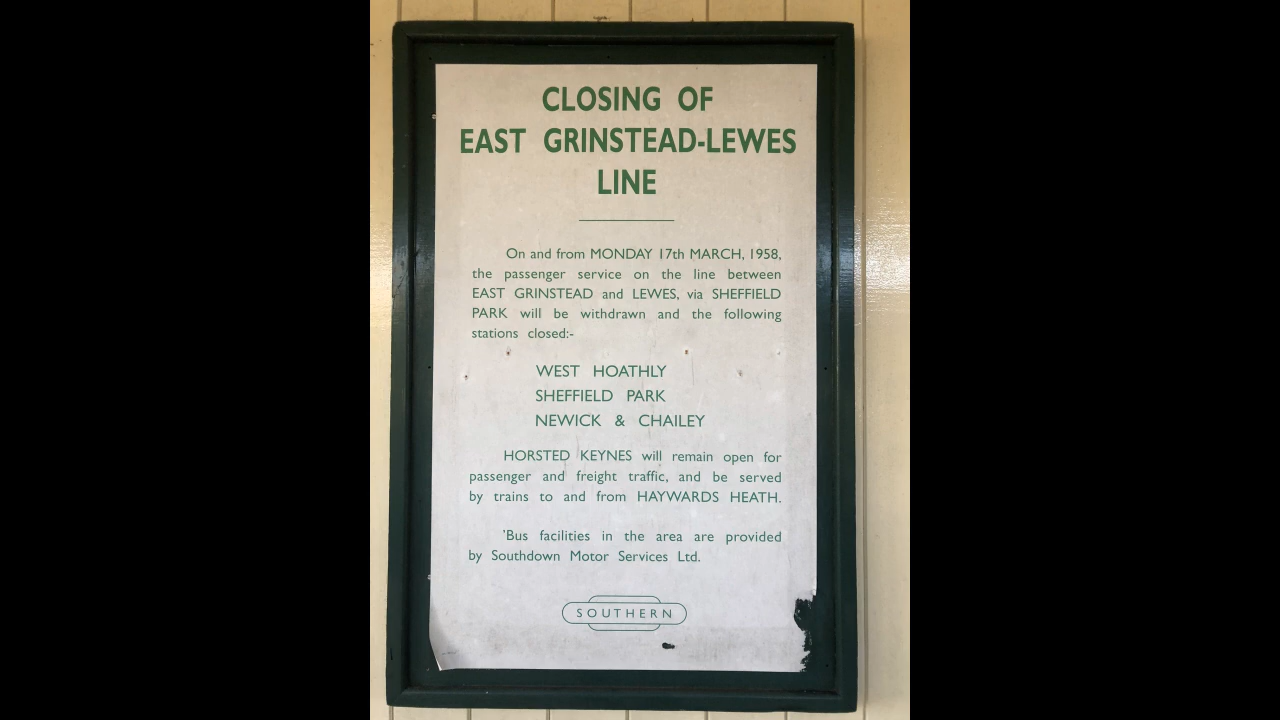 CLOSING OF
EAST GRINSTEAD-LEWES
LINE
On and from MONDAY 17th MARCH, 1958,
the passenger service on the line between
EAST GRINSTEAD and LEWES, via SHEFFIELD
PARK will be withdrawn and the following
stations closed:-
WEST HOATHLY
SHEFFIELD PARK
NEWICK & CHAILEY
HORSTED KEYNES will remain open for
passenger and freight traffic, and be served
by trains to and from HAYWARDS HEATH.
'Bus facilities in the area are provided
by Southdown Motor Services Ltd.
SOUTHERN